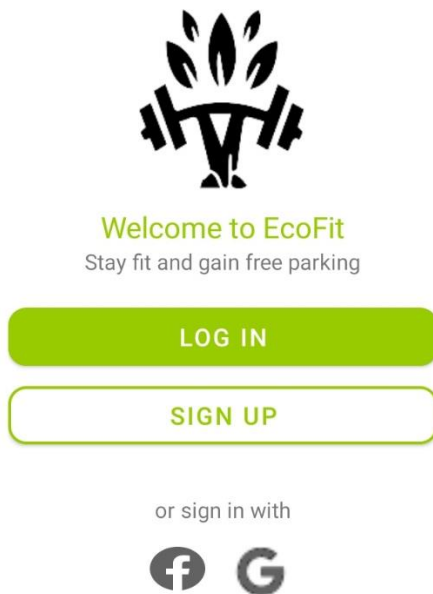 Welcome to EcoFit
Stay fit and gain free parking
LOG IN
SIGN UP
or sign in with
f G